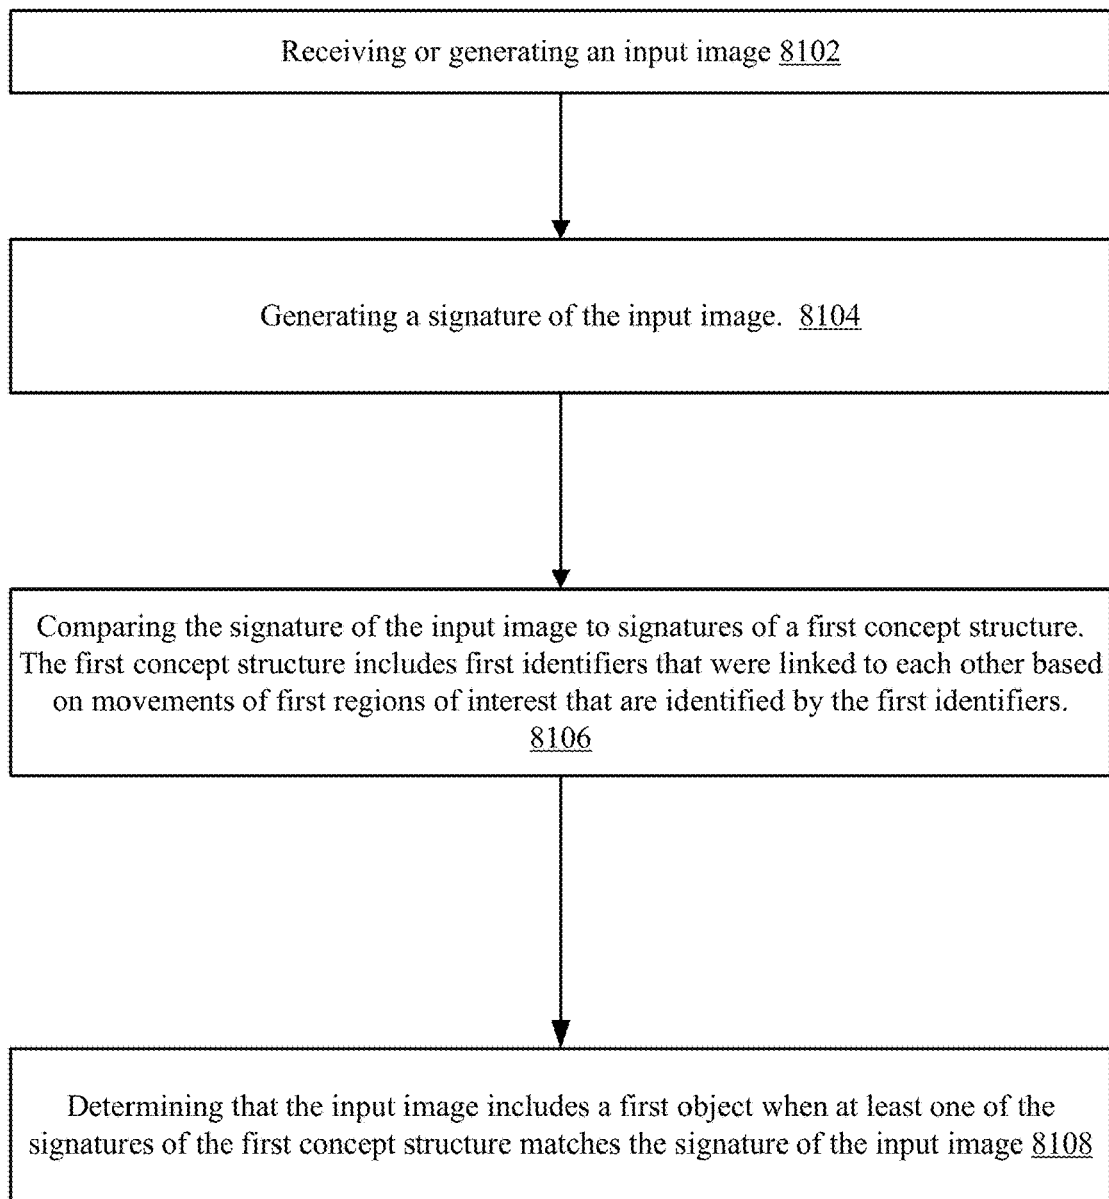 Receiving or generating an input image 8102
Generating a signature of the input image. 8104
Comparing the signature of the input image to signatures of a first concept structure.
The first concept structure includes first identifiers that were linked to each other based
on movements of first regions of interest that are identified by the first identifiers.
8106
Determining that the input image includes a first object when at least one of the
signatures of the first concept structure matches the signature of the input image 8108